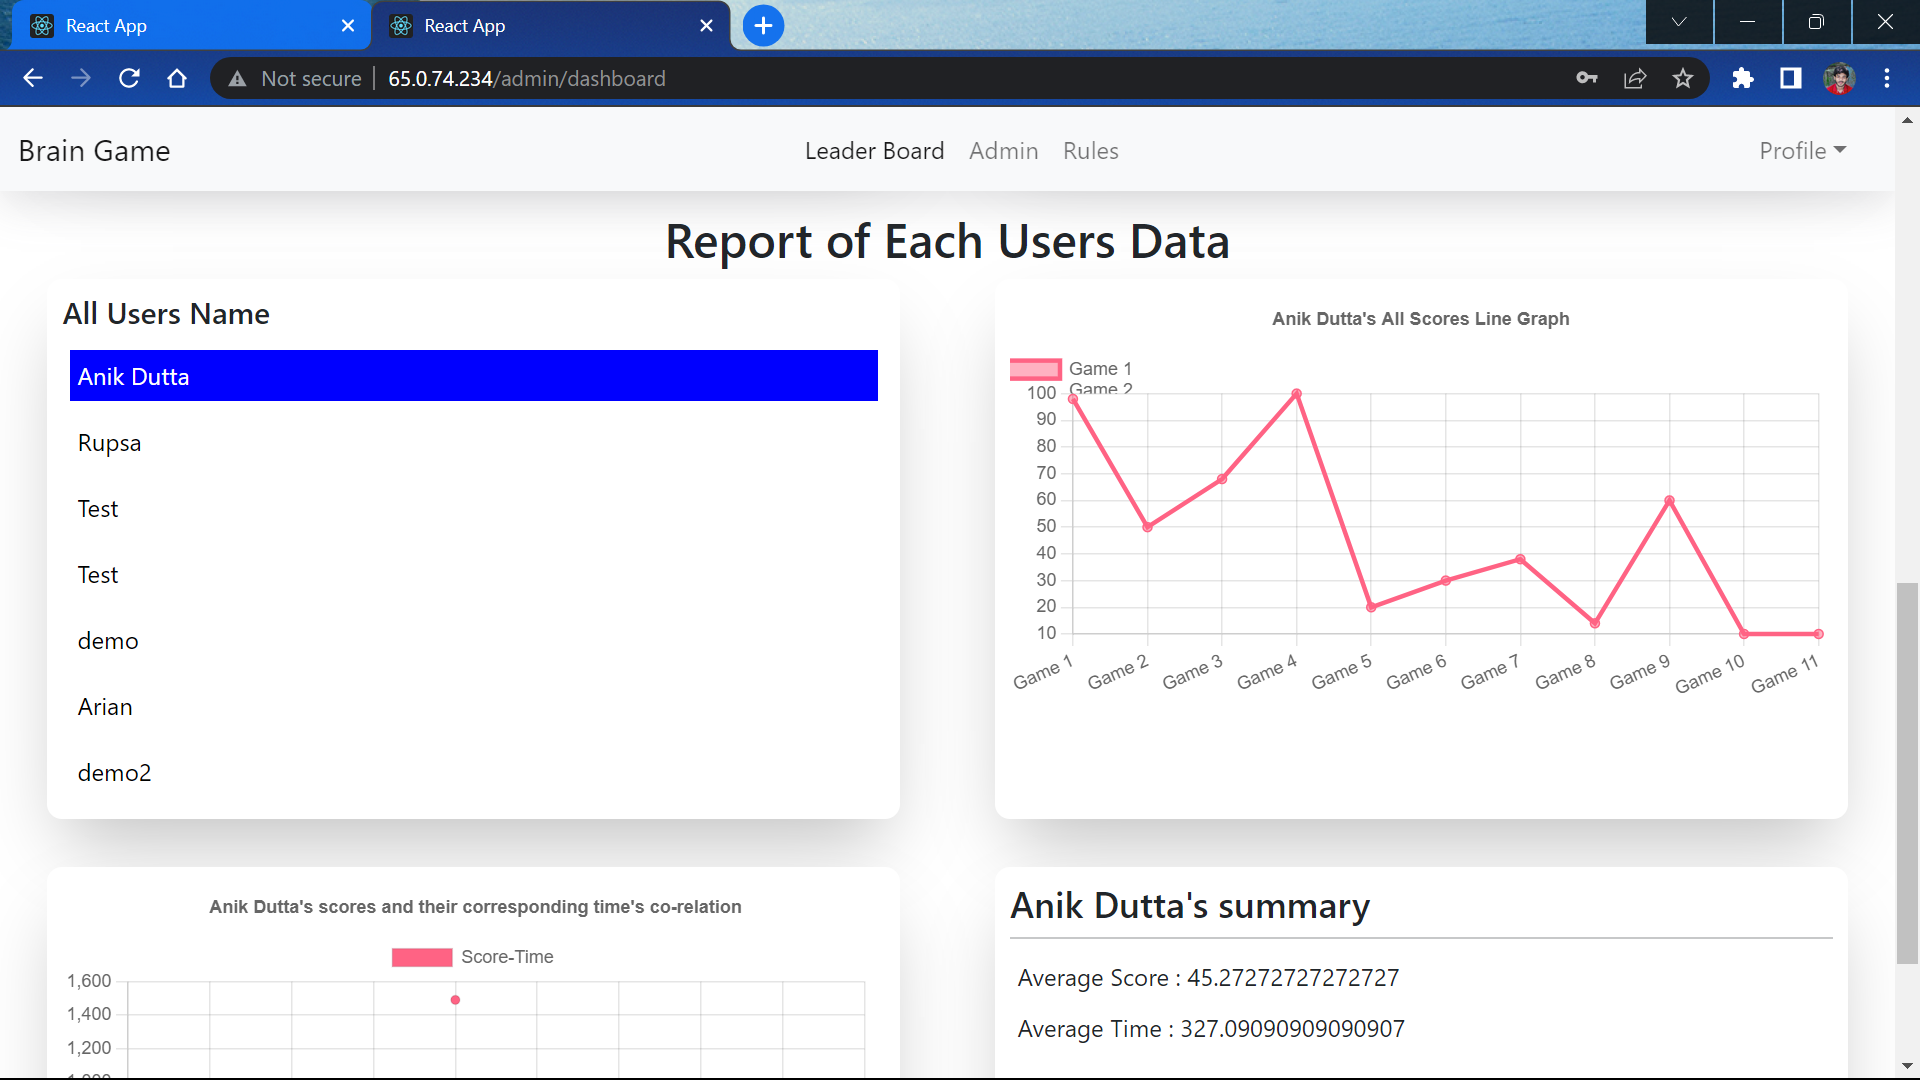 React App
React App
Not secure
65.0.74.234/admin/dashboard
Brain Game
Leader Board
Admin
Rules
Profile
Report of Each Users Data
All Users Name
Anik Dutta
Rupsa
Test
Test
demo
Arian
demo2
Anik Dutta's All Scores Line Graph
Game 1
Game 2
100
90
80
70
60
50
40
30
20
10
Game 1
Game 2
Game 3
Game 4
Game 5
Game 6
Game 7
Game 8
Game 9
Game 10
Game 11
Anik Dutta's scores and their corresponding time's co-relation
Score-Time
1,600
1,400
1,200
Anik Dutta's summary
Average Score : 45.27272727272727
Average Time : 327.09090909090907